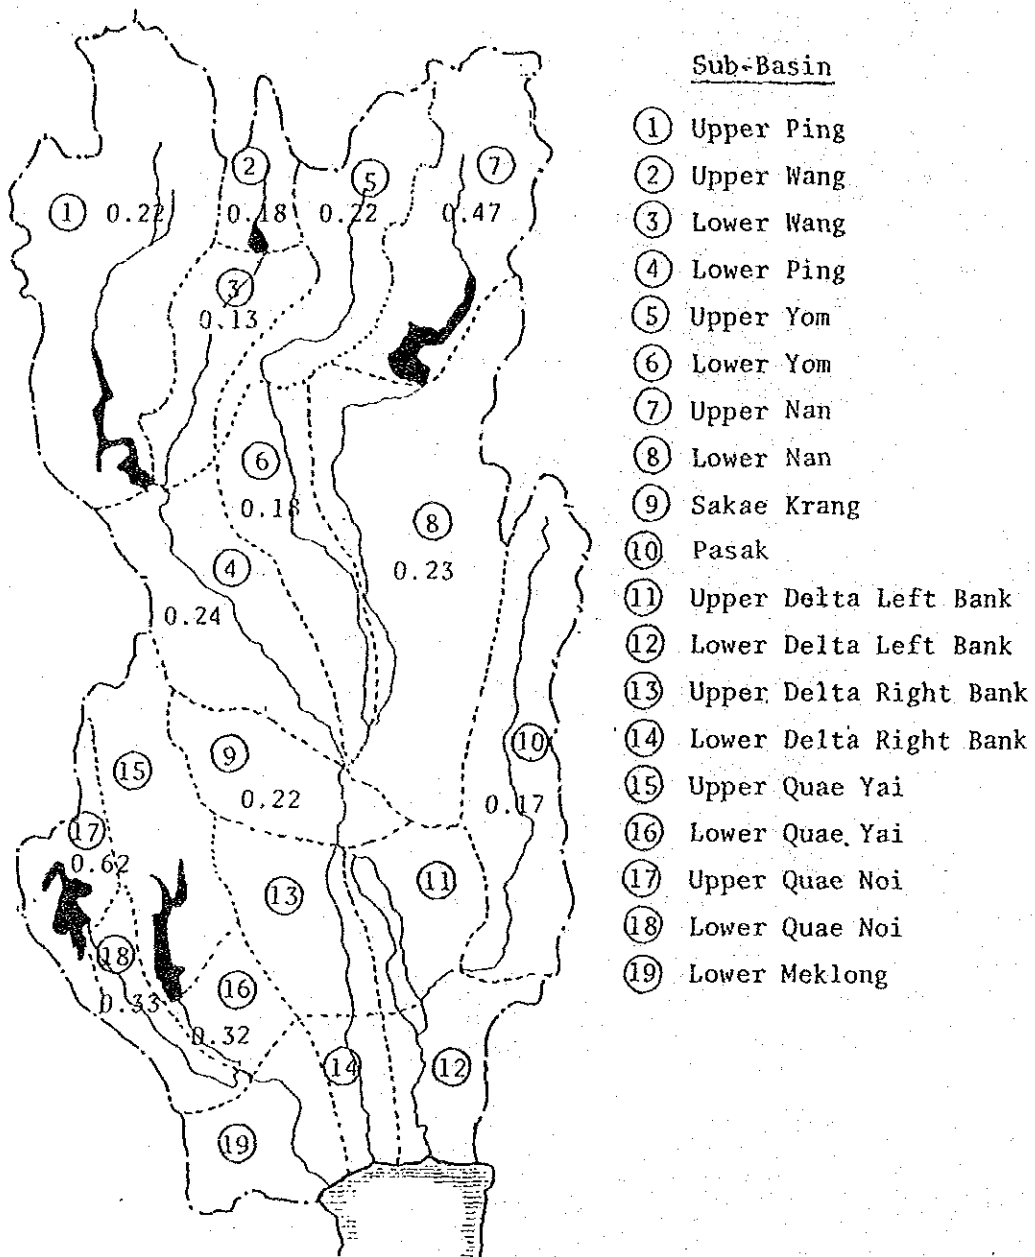 Sub-Basin
① Upper Ping
② Upper Wang
③ Lower Wang
④ Lower Ping
⑤ Upper Yom
⑥ Lower Yom
⑦ Upper Nan
⑧ Lower Nan
⑨ Sakae Krang
⑩ Pasak
⑪ Upper Delta Left Bank
⑫ Lower Delta Left Bank
⑬ Upper Delta Right Bank
⑭ Lower Delta Right Bank
⑮ Upper Quae Yai
⑯ Lower Quae Yai
⑰ Upper Quae Noi
⑱ Lower Quae Noi
⑲ Lower Meklong
② ⑤ ⑦
① 0.22 0.18 0.22 0.47
③
0.13
⑥
0.18 ⑧
④ 0.23
0.24
⑨ ⑩
⑮ 0.22 0.17
⑰
0.62 ⑬ ⑪
⑱ ⑯
0.33 0.32
⑭ ⑫
⑲